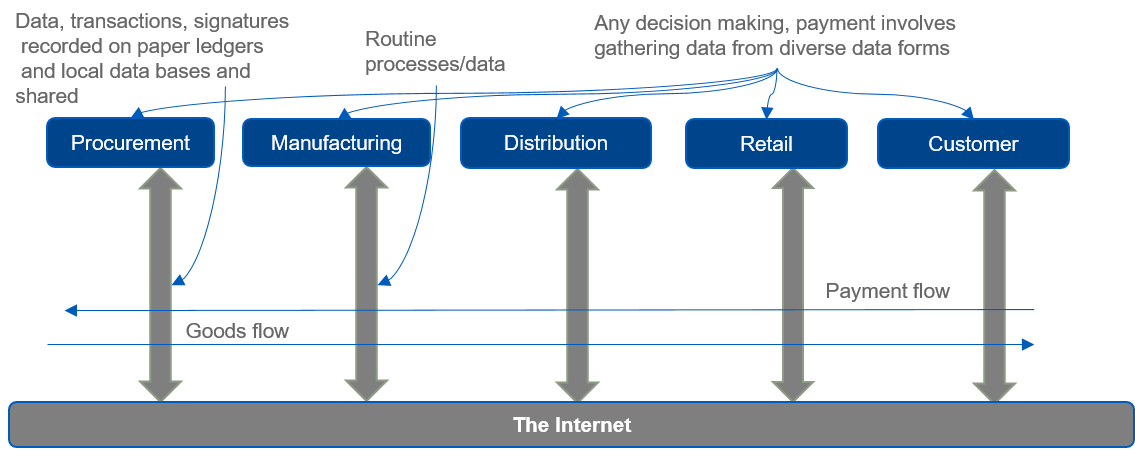 Data, transactions, signatures
recorded on paper ledgers
and local data bases and
shared
Routine
processes/data
Any decision making, payment involves
gathering data from diverse data forms
Procurement
Manufacturing
Distribution
Retail
Customer
Payment flow
Goods flow
The Internet